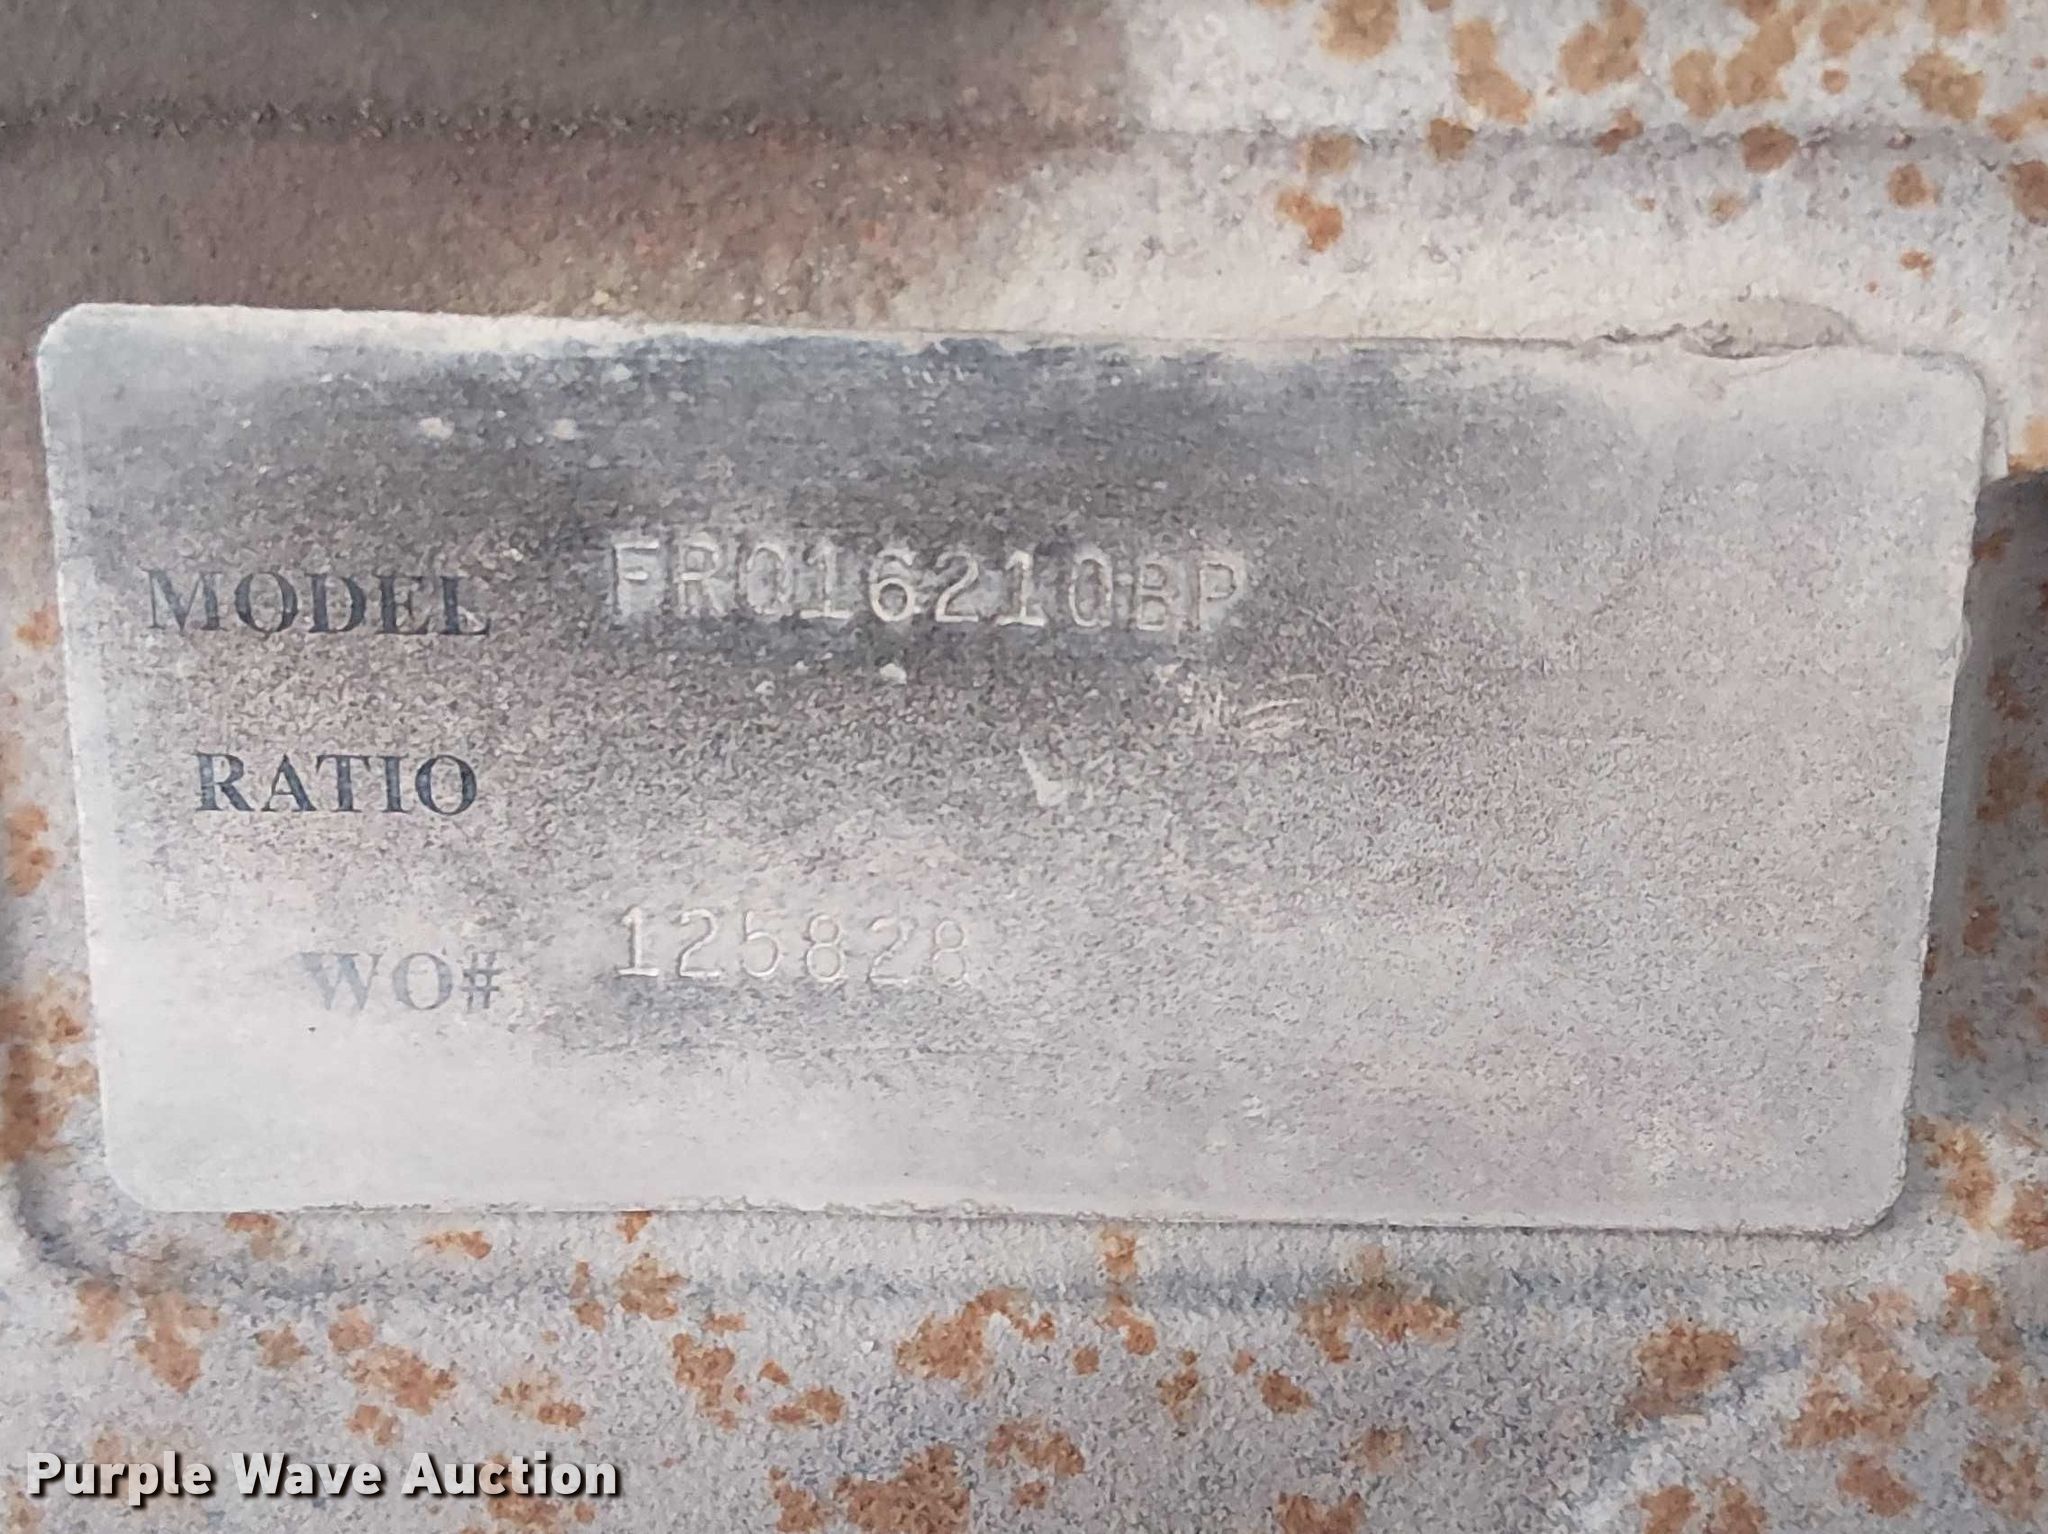 MODEL FRO16210BP
RATIO
WO# 125828
Purple Wave Auction